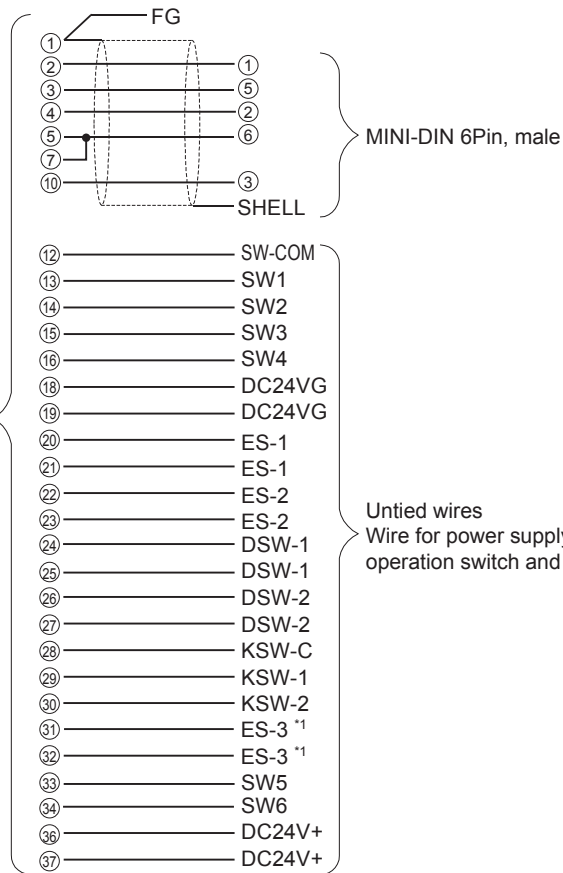 FG
①
② ①
③ ⑤
④ ②
⑤ ⑥
⑦
⑩ ③
SHELL
MINI-DIN 6Pin, male
⑫ SW-COM
⑬ SW1
⑭ SW2
⑮ SW3
⑯ SW4
⑱ DC24VG
⑲ DC24VG
⑳ ES-1
㉑ ES-1
㉒ ES-2
㉓ ES-2
㉔ DSW-1
㉕ DSW-1
㉖ DSW-2
㉗ DSW-2
㉘ KSW-C
㉙ KSW-1
㉚ KSW-2
㉛ ES-3 *1
㉜ ES-3 *1
㉝ SW5
㉞ SW6
㊱ DC24V+
㊲ DC24V+
Untied wires
Wire for power supply
operation switch and